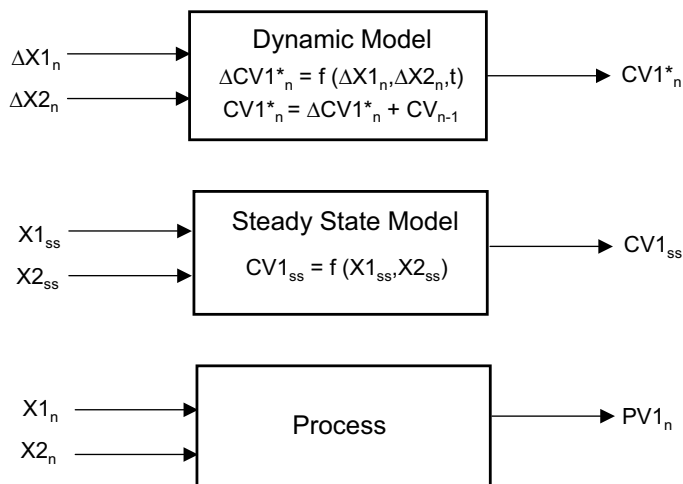 Dynamic Model
ΔX1ₙ
ΔCV1*ₙ = f (ΔX1ₙ,ΔX2ₙ,t)
CV1*ₙ
ΔX2ₙ
CV1*ₙ = ΔCV1*ₙ + CVₙ₋₁
Steady State Model
X1ₛₛ
CV1ₛₛ
X2ₛₛ
CV1ₛₛ = f (X1ₛₛ,X2ₛₛ)
X1ₙ
PV1ₙ
Process
X2ₙ